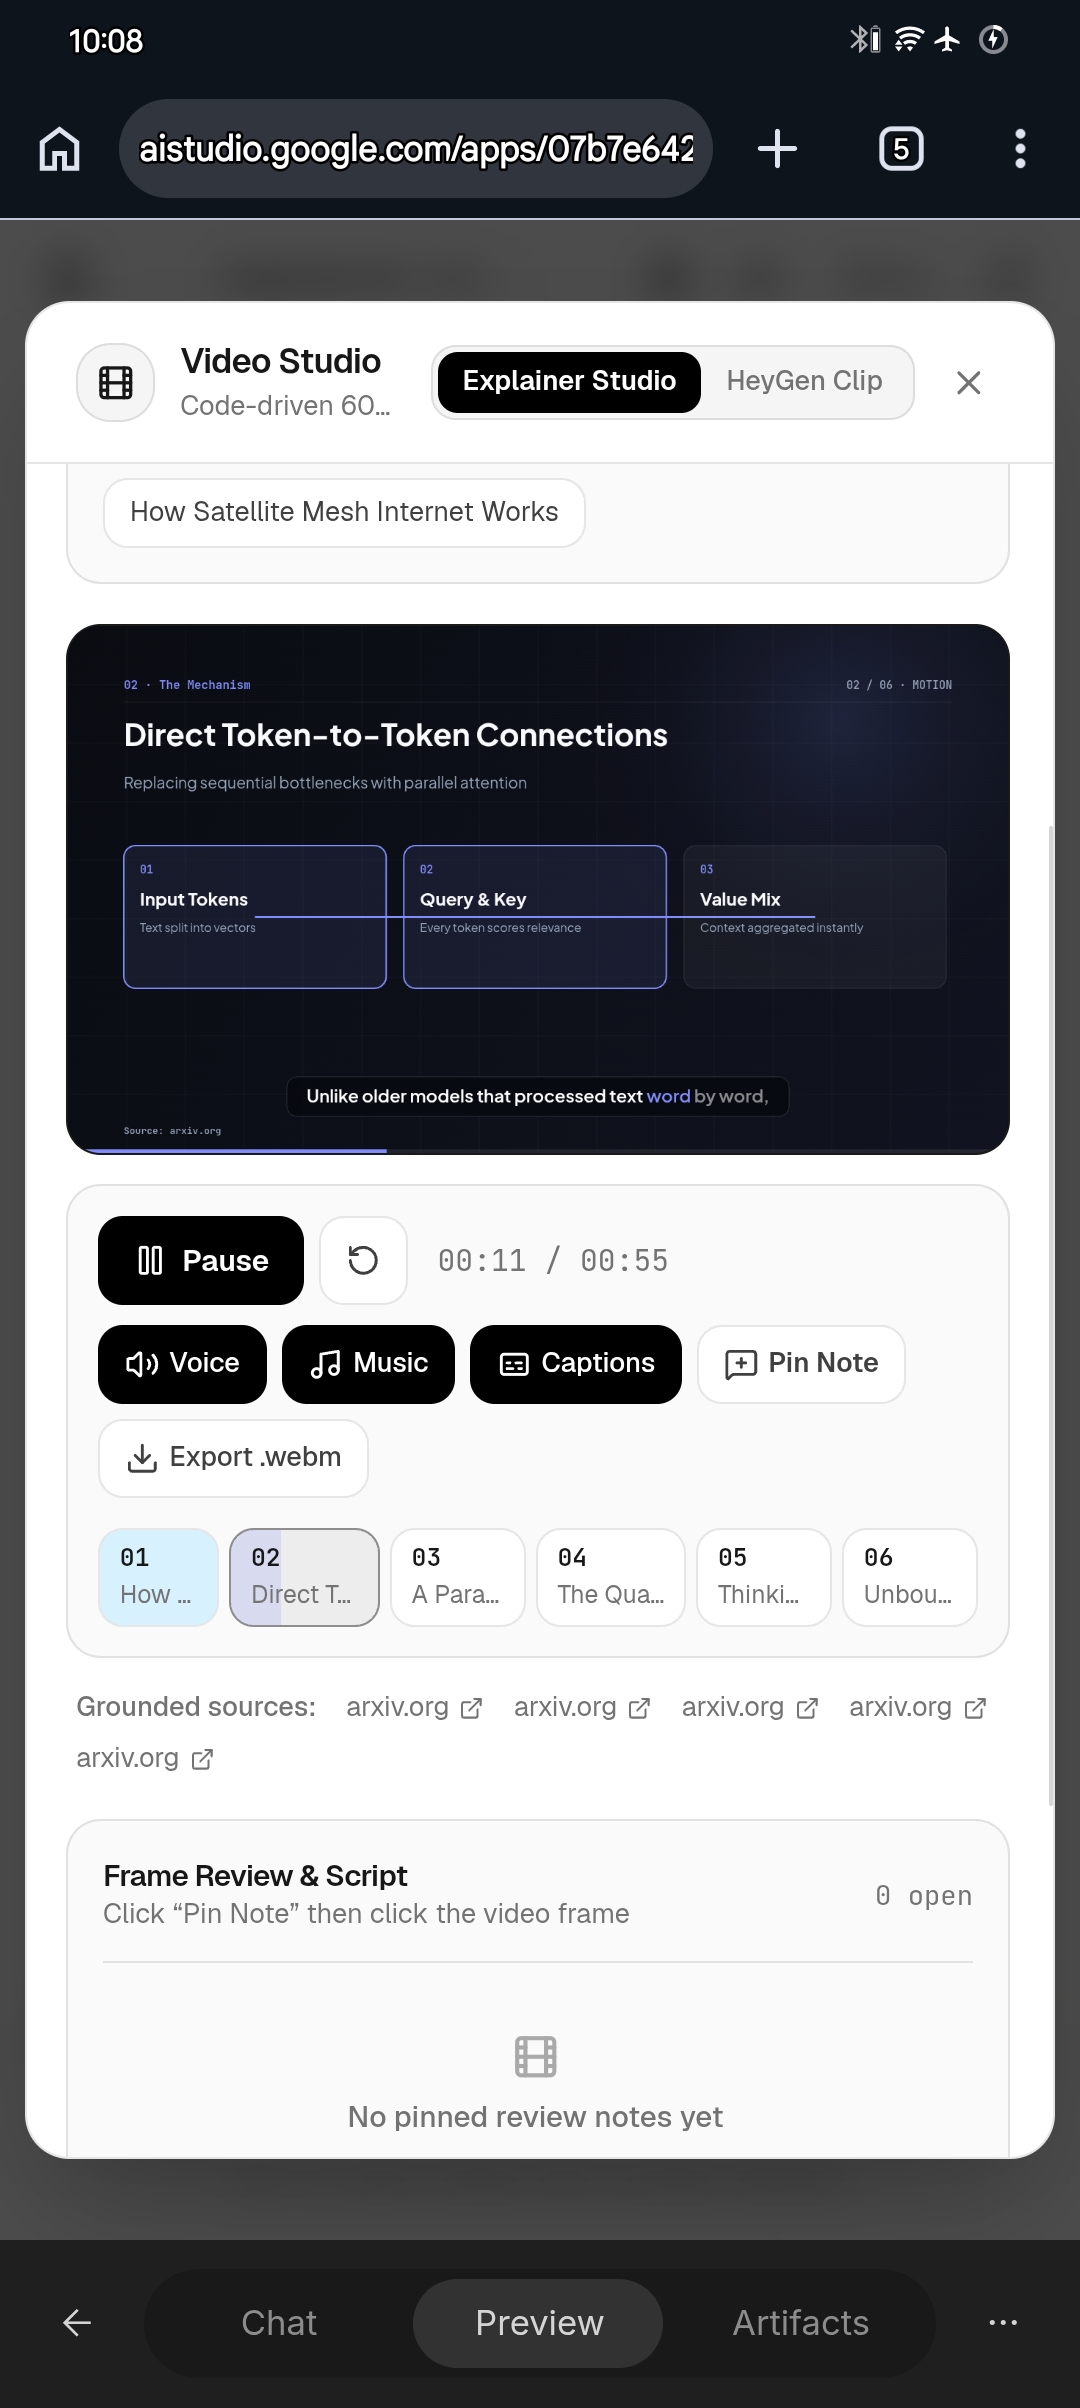 10:08
aistudio.google.com/apps/07b7e642
5
Video Studio
Code-driven 60...
Explainer Studio
HeyGen Clip
How Satellite Mesh Internet Works
02 · The Mechanism
02 / 06 · MOTION
Direct Token-to-Token Connections
Replacing sequential bottlenecks with parallel attention
01
Input Tokens
Text split into vectors
02
Query & Key
Every token scores relevance
03
Value Mix
Context aggregated instantly
Unlike older models that processed text word by word,
Source: arxiv.org
Pause
00:11 / 00:55
Voice
Music
Captions
Pin Note
Export .webm
01
How ...
02
Direct T...
03
A Para...
04
The Qua...
05
Thinki...
06
Unbou...
Grounded sources: arxiv.org arxiv.org arxiv.org arxiv.org
arxiv.org
Frame Review & Script
Click “Pin Note” then click the video frame
0 open
No pinned review notes yet
Chat
Preview
Artifacts